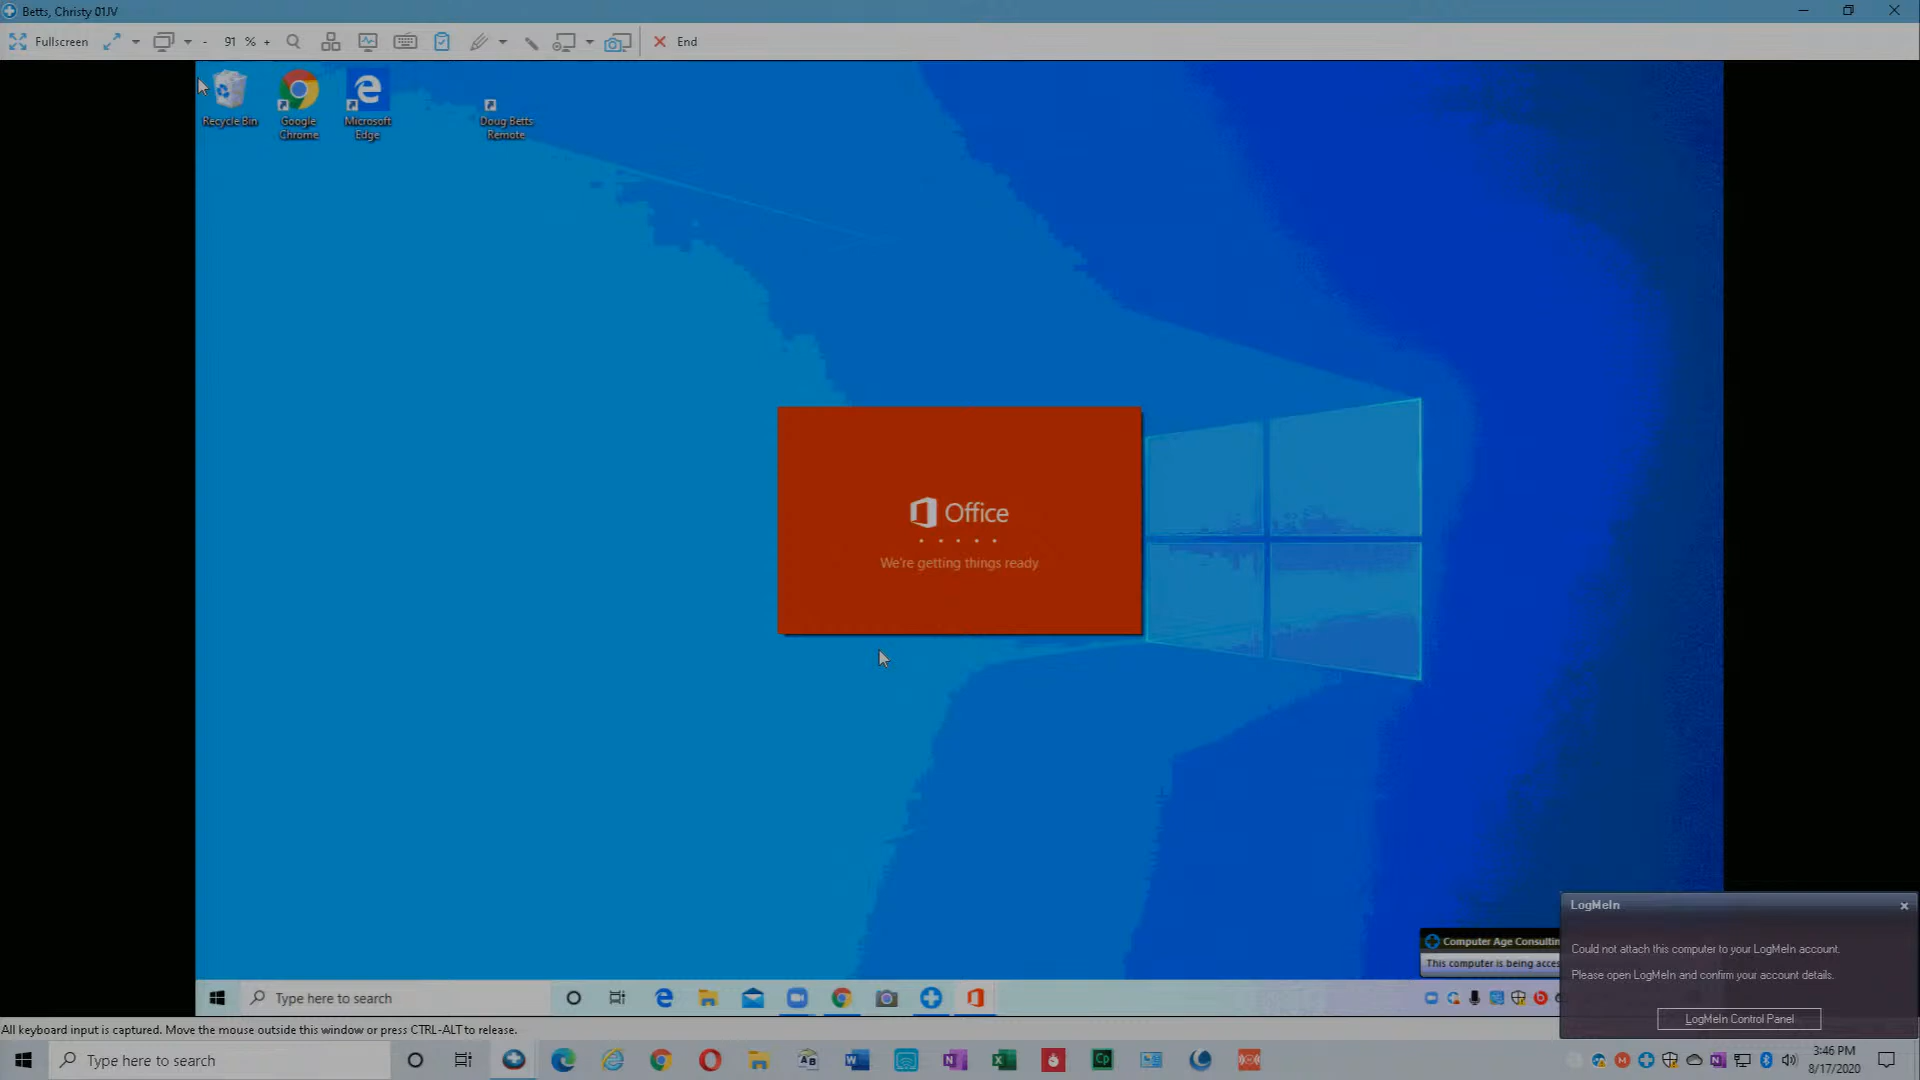 Betts, Christy 01JV
Fullscreen
- 91 % +
End
Recycle Bin
Google
Chrome
Microsoft
Edge
Doug Betts
Remote
Office
We're getting things ready
LogMeIn
Could not attach this computer to your LogMeIn account.
Please open LogMeIn and confirm your account details.
LogMeIn Control Panel
Computer Age Consultin
This computer is being acces
Type here to search
All keyboard input is captured. Move the mouse outside this window or press CTRL-ALT to release.
Type here to search
3:46 PM
8/17/2020